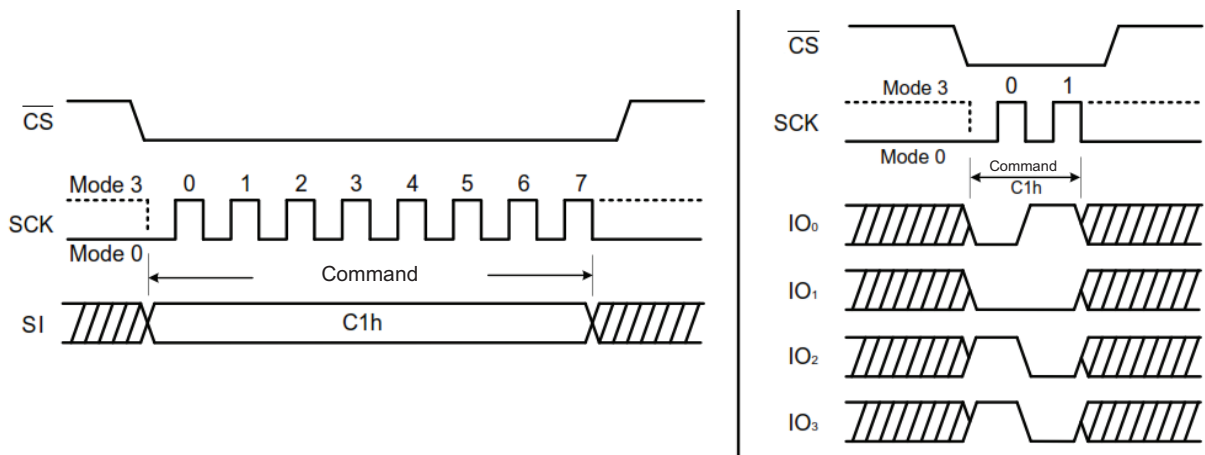 CS
Mode 3 0 1 2 3 4 5 6 7
SCK
Mode 0
Command
SI C1h
CS
Mode 3 0 1
SCK
Mode 0 Command
C1h
IO₀
IO₁
IO₂
IO₃